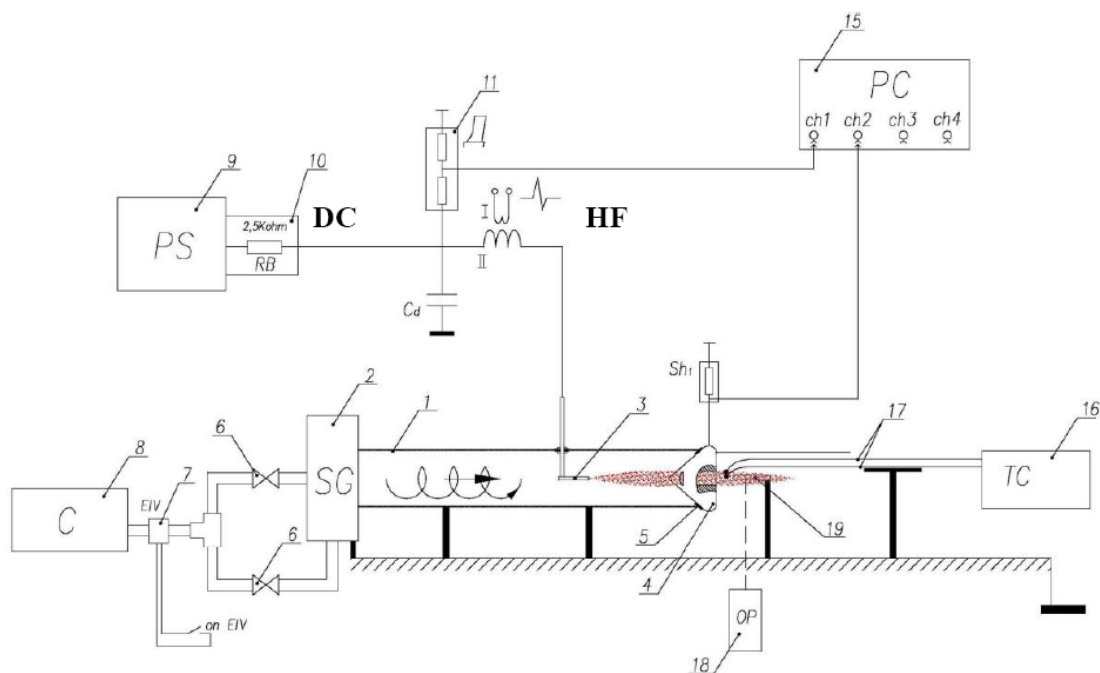 15
PC
ch1 ch2 ch3 ch4
11
Д
9
10
DC
2,5Kohm
PS
RB
I
HF
II
Cd
Sh1
2
1
3
17
16
6
8
7
SG
EIV
C
TC
6
5
4
19
on EIV
OP
18